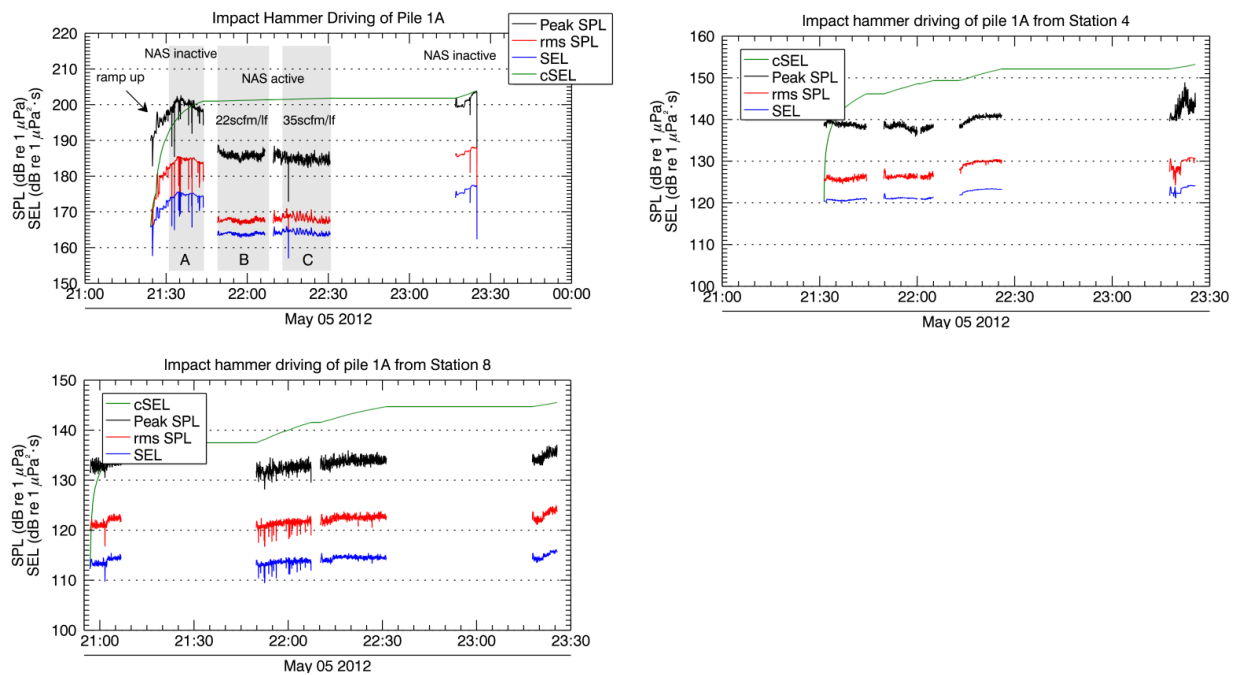 Impact Hammer Driving of Pile 1A
220
210
200
190
180
170
160
150
SPL (dB re 1 μPa)
SEL (dB re 1 μPa²·s)
NAS inactive
ramp up
NAS active
22scfm/lf
35scfm/lf
NAS inactive
A
B
C
Peak SPL
rms SPL
SEL
cSEL
21:00
21:30
22:00
22:30
23:00
23:30
00:00
May 05 2012
Impact hammer driving of pile 1A from Station 4
160
150
140
130
120
110
100
SPL (dB re 1 μPa)
SEL (dB re 1 μPa²·s)
cSEL
Peak SPL
rms SPL
SEL
21:00
21:30
22:00
22:30
23:00
23:30
May 05 2012
Impact hammer driving of pile 1A from Station 8
150
140
130
120
110
100
SPL (dB re 1 μPa)
SEL (dB re 1 μPa²·s)
cSEL
Peak SPL
rms SPL
SEL
21:00
21:30
22:00
22:30
23:00
23:30
May 05 2012